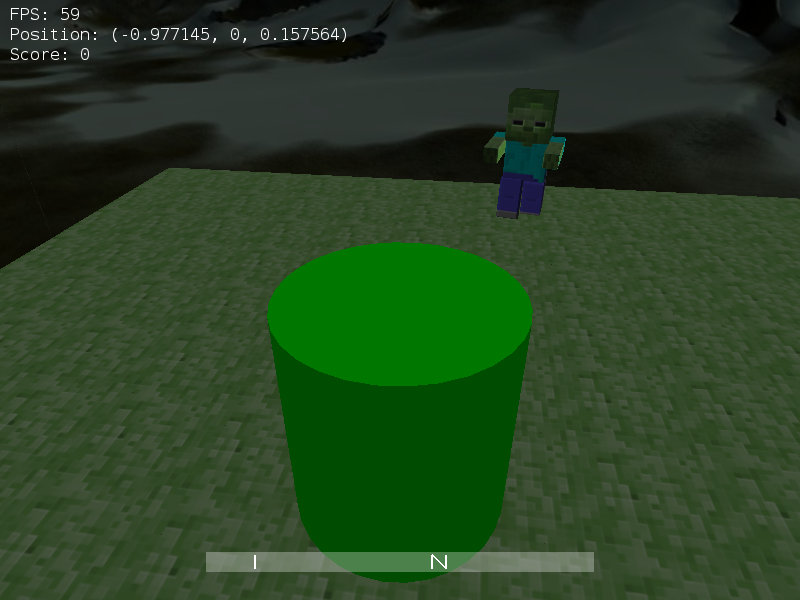 FPS: 59
Position: (-0.977145, 0, 0.157564)
Score: 0
N